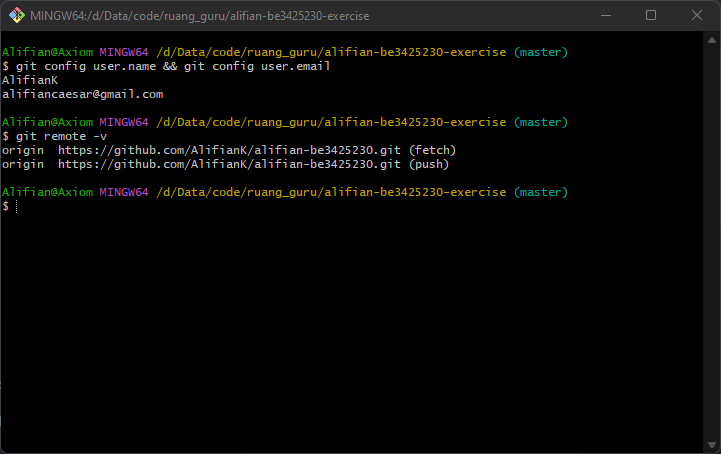 MINGW64:/d/Data/code/ruang_guru/alifian-be3425230-exercise
Alifian@Axiom MINGW64 /d/Data/code/ruang_guru/alifian-be3425230-exercise (master)
$ git config user.name && git config user.email
AlifianK
alifiancaesar@gmail.com
Alifian@Axiom MINGW64 /d/Data/code/ruang_guru/alifian-be3425230-exercise (master)
$ git remote -v
origin  https://github.com/AlifianK/alifian-be3425230.git (fetch)
origin  https://github.com/AlifianK/alifian-be3425230.git (push)
Alifian@Axiom MINGW64 /d/Data/code/ruang_guru/alifian-be3425230-exercise (master)
$